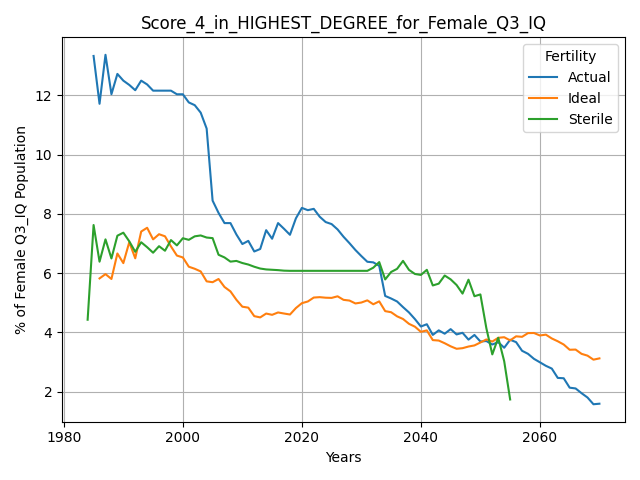 Score_4_in_HIGHEST_DEGREE_for_Female_Q3_IQ
% of Female Q3_IQ Population
12
10
8
6
4
2
Fertility
Actual
Ideal
Sterile
1980
2000
2020
2040
2060
Years